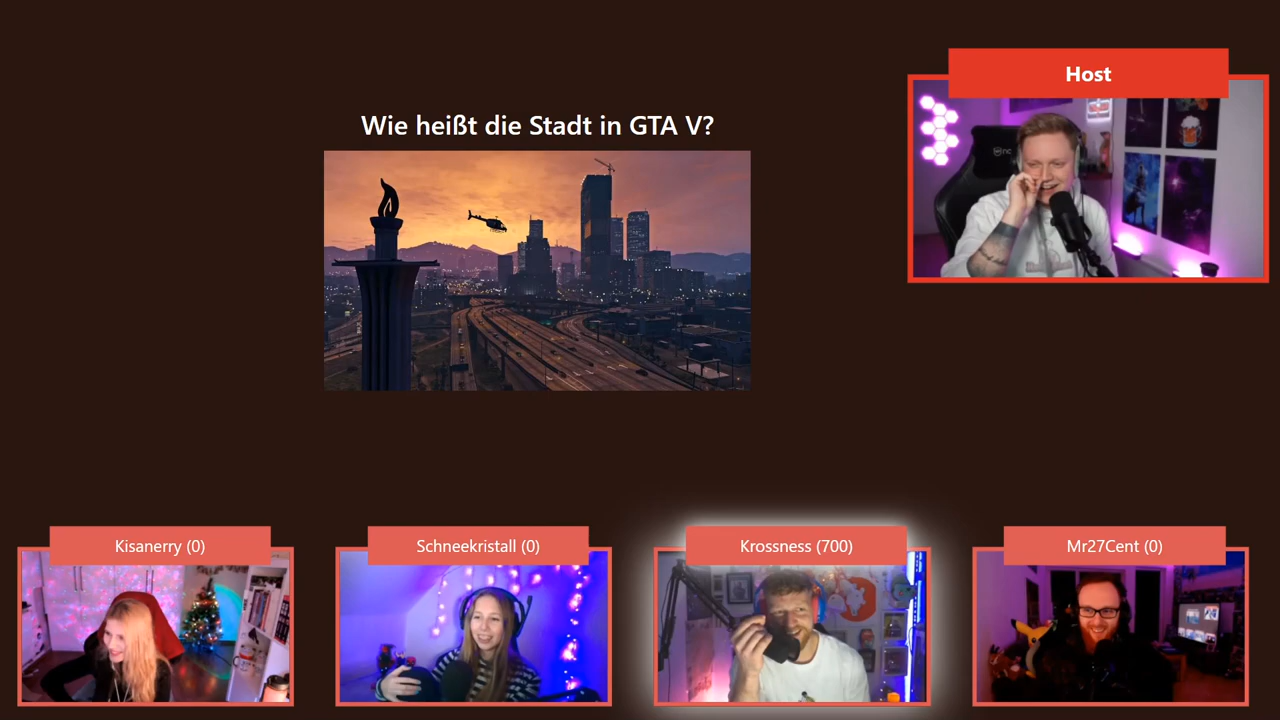 Host
Wie heißt die Stadt in GTA V?
Kisanerry (0)
Schneekristall (0)
Krossness (700)
Mr27Cent (0)